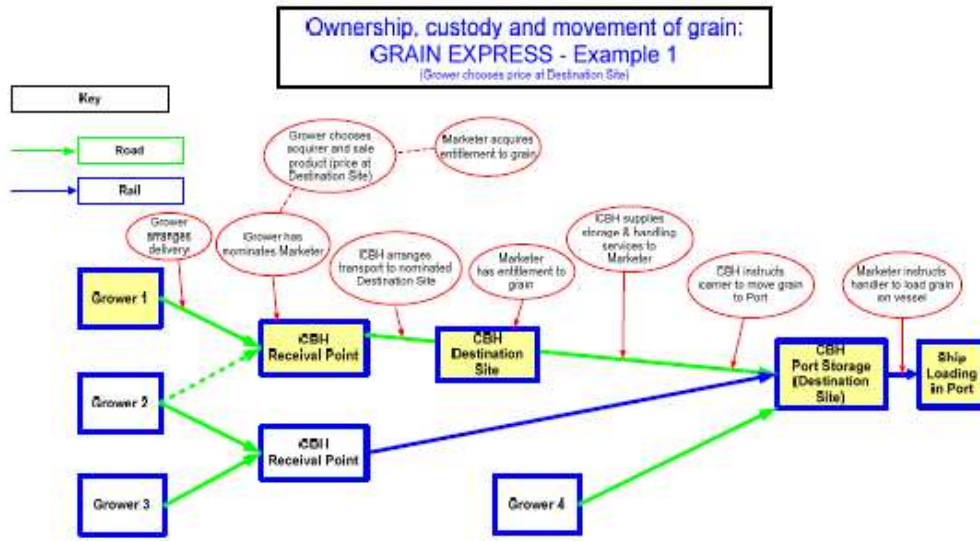 Ownership, custody and movement of grain:
GRAIN EXPRESS - Example 1
(Grower chooses price at Destination Site)
Key
Road
Rail
Grower chooses
acquirer and sale
product (price at
Destination Site)
Marketer acquires
entitlement to grain
Grower
arranges
delivery
Grower has
nominates Marketer
CBH arranges
transport to nominated
Destination Site
Marketer
has entitlement to
grain
CBH supplies
storage & handling
services to
Marketer
CBH instructs
carrier to move grain
to Port
Marketer instructs
handler to load grain
on vessel
Grower 1
CBH
Receival Point
CBH
Destination
Site
CBH
Port Storage
(Destination
Site)
Ship
Loading
in Port
Grower 2
CBH
Receival Point
Grower 3
Grower 4